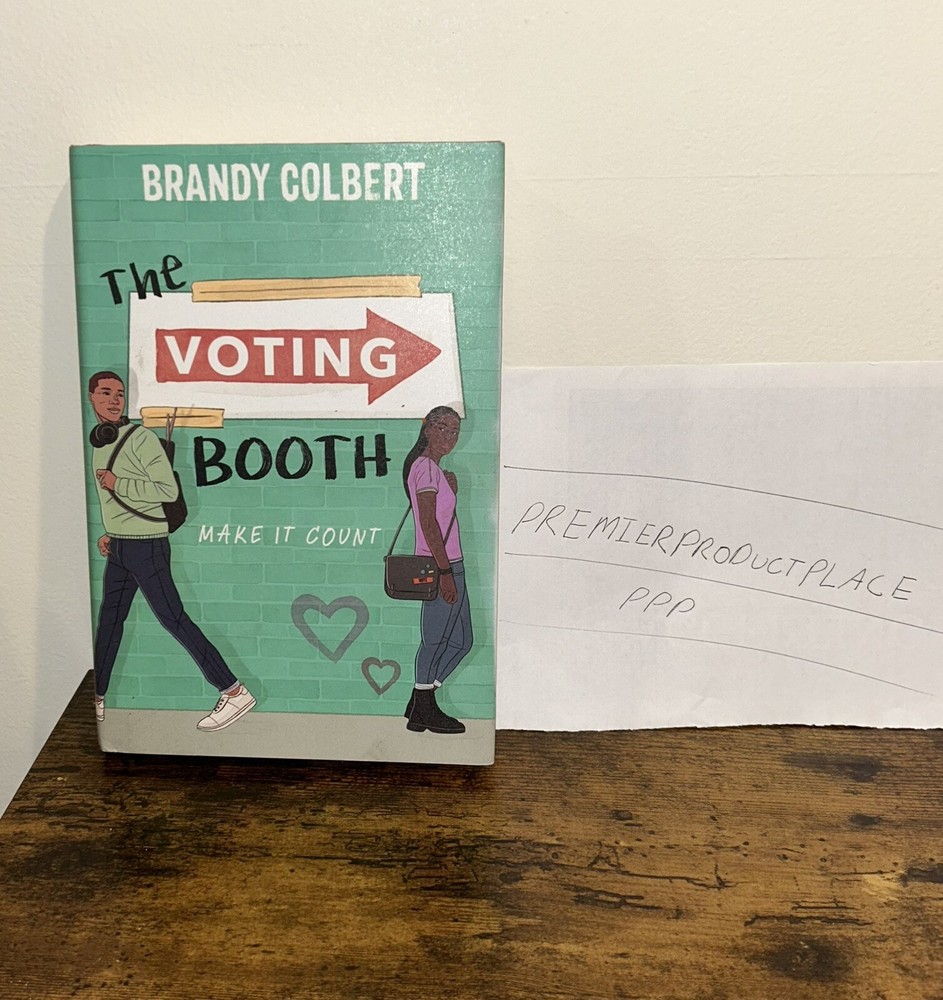 BRANDY COLBERT
The
VOTING
BOOTH
MAKE IT COUNT
PREMIERPRODUCTPLACE
PPP